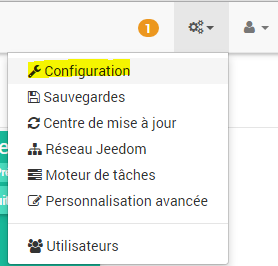 1
Configuration
Sauvegardes
Centre de mise à jour
Réseau Jeedom
Moteur de tâches
Personnalisation avancée
Utilisateurs